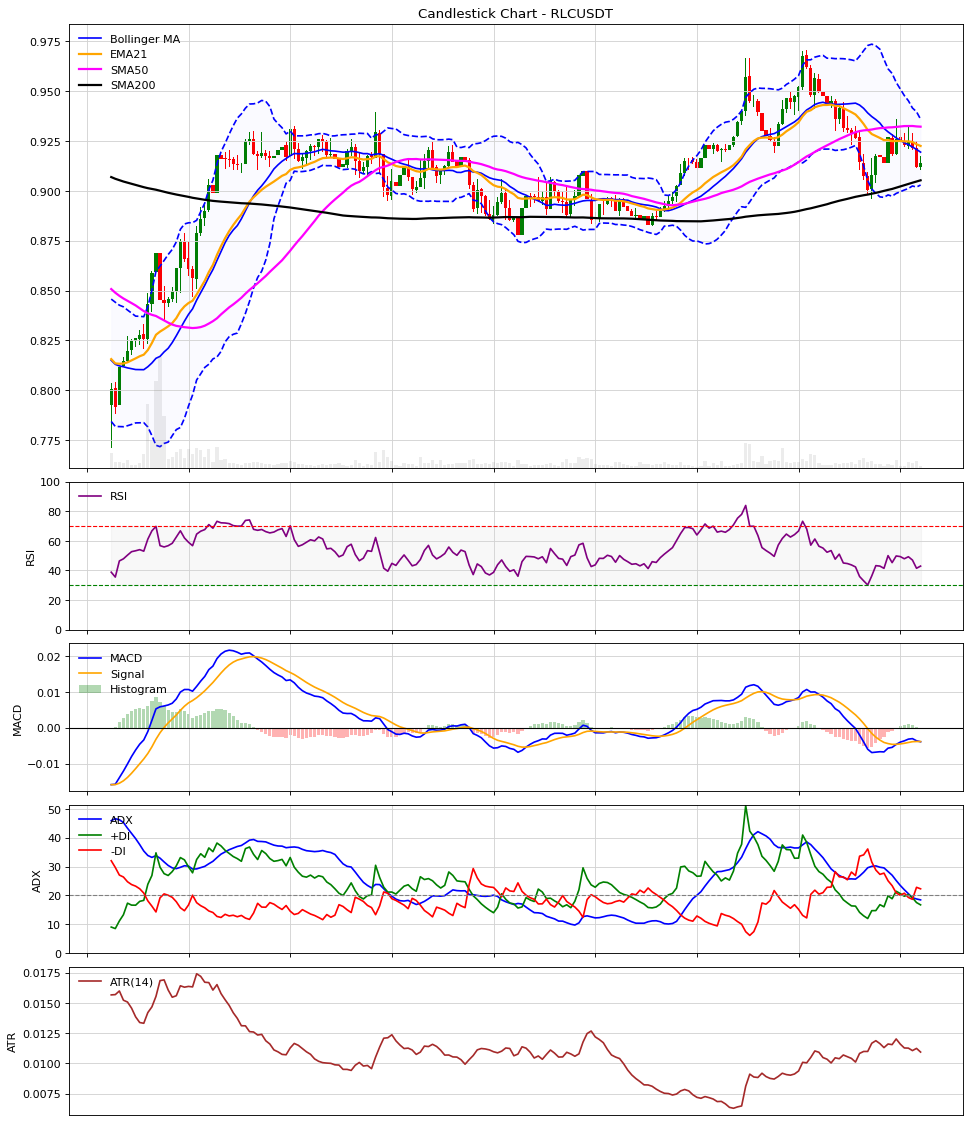 Candlestick Chart - RLCUSDT
Bollinger MA
EMA21
SMA50
SMA200
0.975
0.950
0.925
0.900
0.875
0.850
0.825
0.800
0.775
RSI
RSI
100
80
60
40
20
0
MACD
Signal
Histogram
MACD
0.02
0.01
0.00
−0.01
ADX
+DI
-DI
ADX
50
40
30
20
10
0
ATR(14)
ATR
0.0175
0.0150
0.0125
0.0100
0.0075